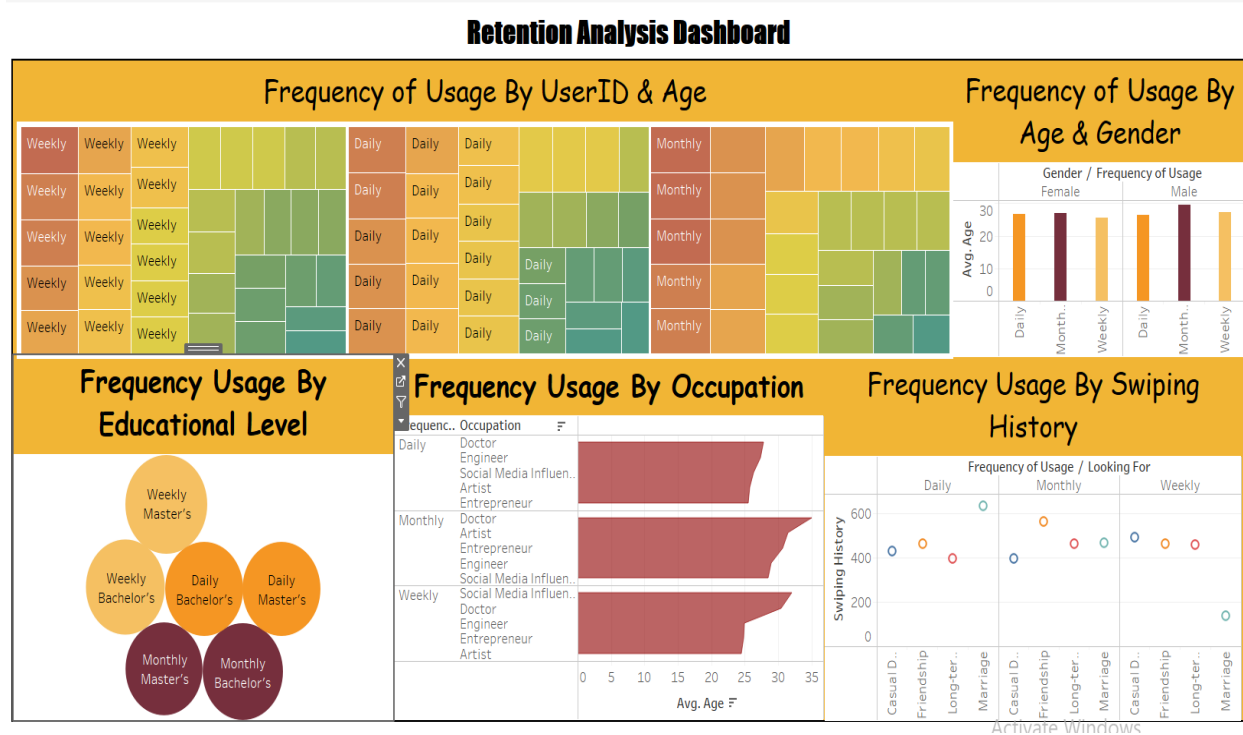 Retention Analysis Dashboard
Frequency of Usage By UserID & Age
Weekly Weekly Weekly Daily Daily Daily Monthly
Weekly Weekly Weekly Daily Daily Daily Monthly
Weekly Weekly Weekly Daily Daily Daily Monthly
Weekly
Weekly Weekly Weekly Daily Daily Daily Daily Monthly
Weekly Daily Daily
Weekly Weekly Weekly Daily Daily Daily Daily Monthly
Frequency of Usage By
Age & Gender
Gender / Frequency of Usage
Female Male
Avg. Age
30
20
10
0
Daily Month.. Weekly Daily Month.. Weekly
Frequency Usage By
Educational Level
Weekly
Master's
Weekly
Bachelor's
Daily
Bachelor's
Daily
Master's
Monthly
Master's
Monthly
Bachelor's
Frequency Usage By Occupation
equenc.. Occupation
Daily Doctor
Engineer
Social Media Influen..
Artist
Entrepreneur
Monthly Doctor
Artist
Entrepreneur
Engineer
Social Media Influen..
Weekly Social Media Influen..
Doctor
Engineer
Entrepreneur
Artist
0 5 10 15 20 25 30 35
Avg. Age
Frequency Usage By Swiping
History
Frequency of Usage / Looking For
Daily Monthly Weekly
Swiping History
600
400
200
0
Casual D.. Friendship Long-ter.. Marriage Casual D.. Friendship Long-ter.. Marriage Casual D.. Friendship Long-ter.. Marriage
Activate Windows